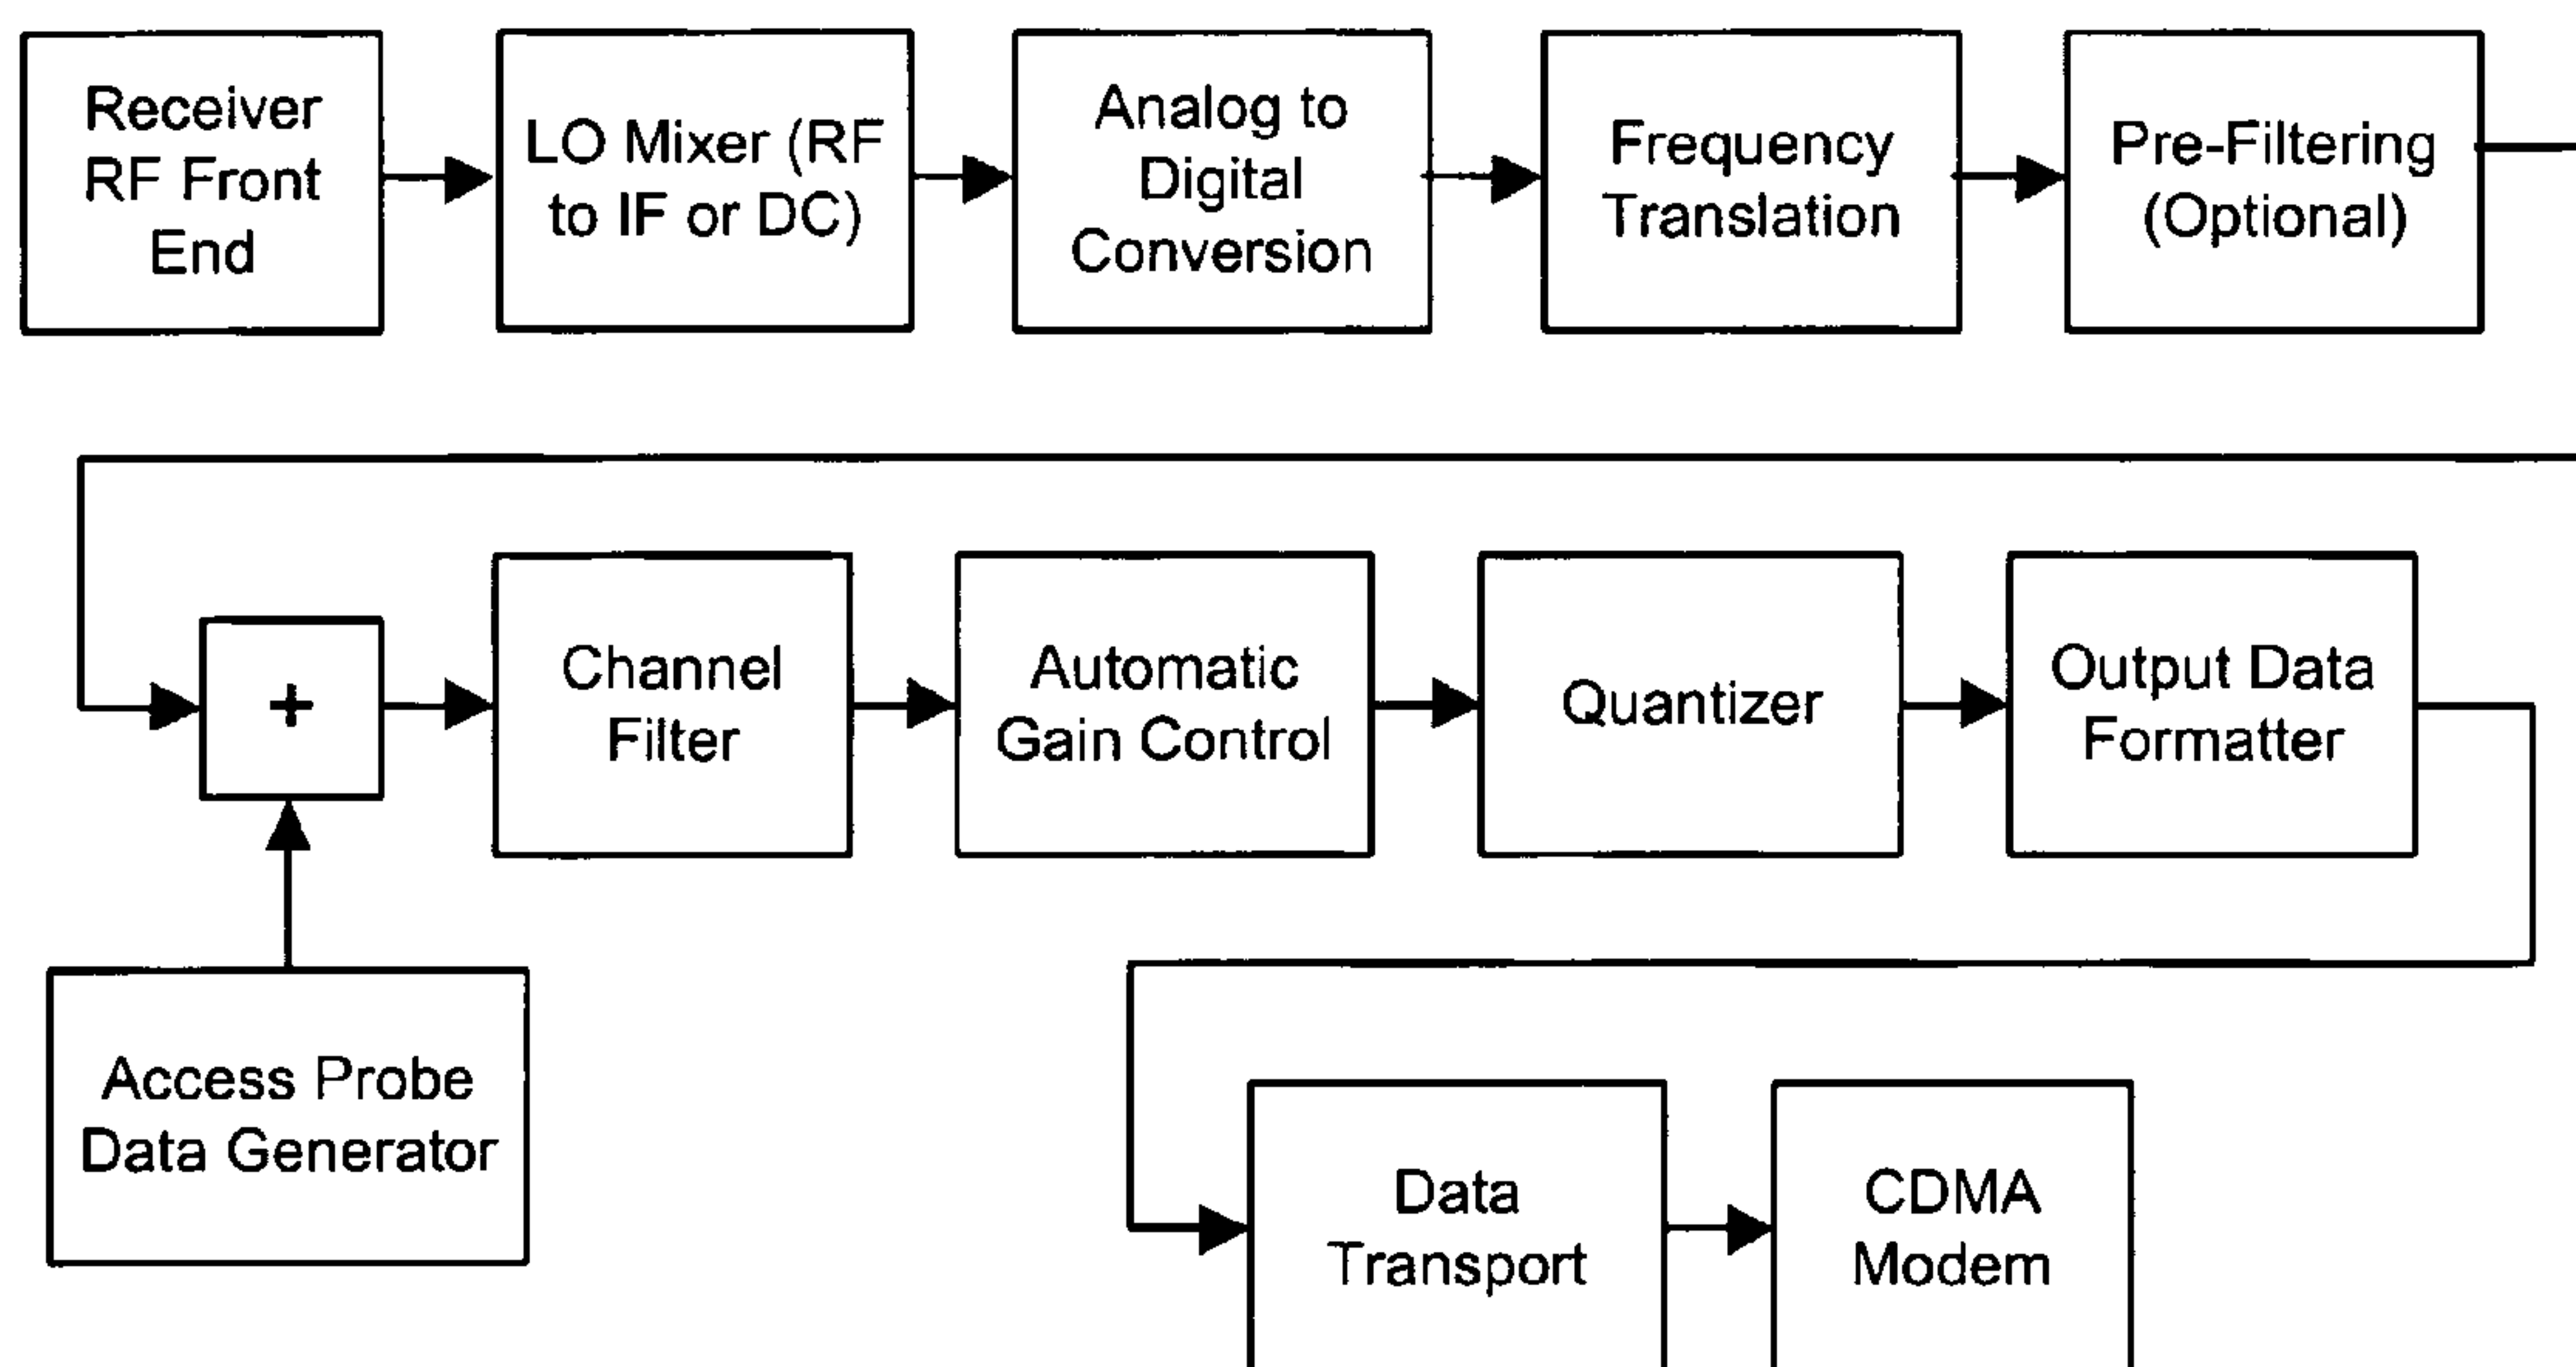 Receiver
RF Front
End
LO Mixer (RF
to IF or DC)
Analog to
Digital
Conversion
Frequency
Translation
Pre-Filtering
(Optional)
+
Channel
Filter
Automatic
Gain Control
Quantizer
Output Data
Formatter
Access Probe
Data Generator
Data
Transport
CDMA
Modem